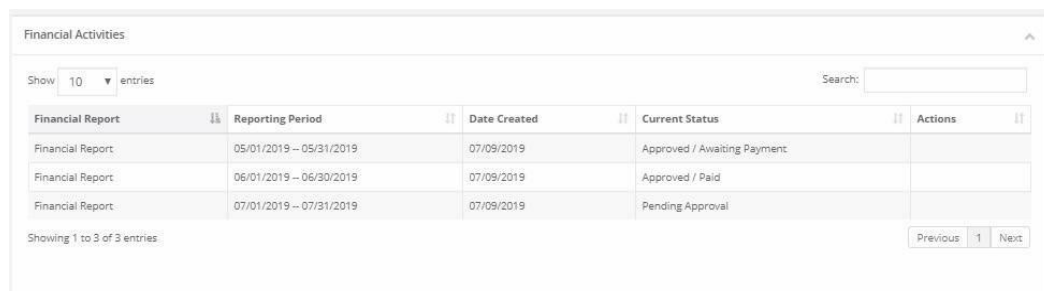 Financial Activities
Show 10 entries Search:
Financial Report Reporting Period Date Created Current Status Actions
Financial Report 05/01/2019 -- 05/31/2019 07/09/2019 Approved / Awaiting Payment
Financial Report 06/01/2019 -- 06/30/2019 07/09/2019 Approved / Paid
Financial Report 07/01/2019 -- 07/31/2019 07/09/2019 Pending Approval
Showing 1 to 3 of 3 entries Previous 1 Next